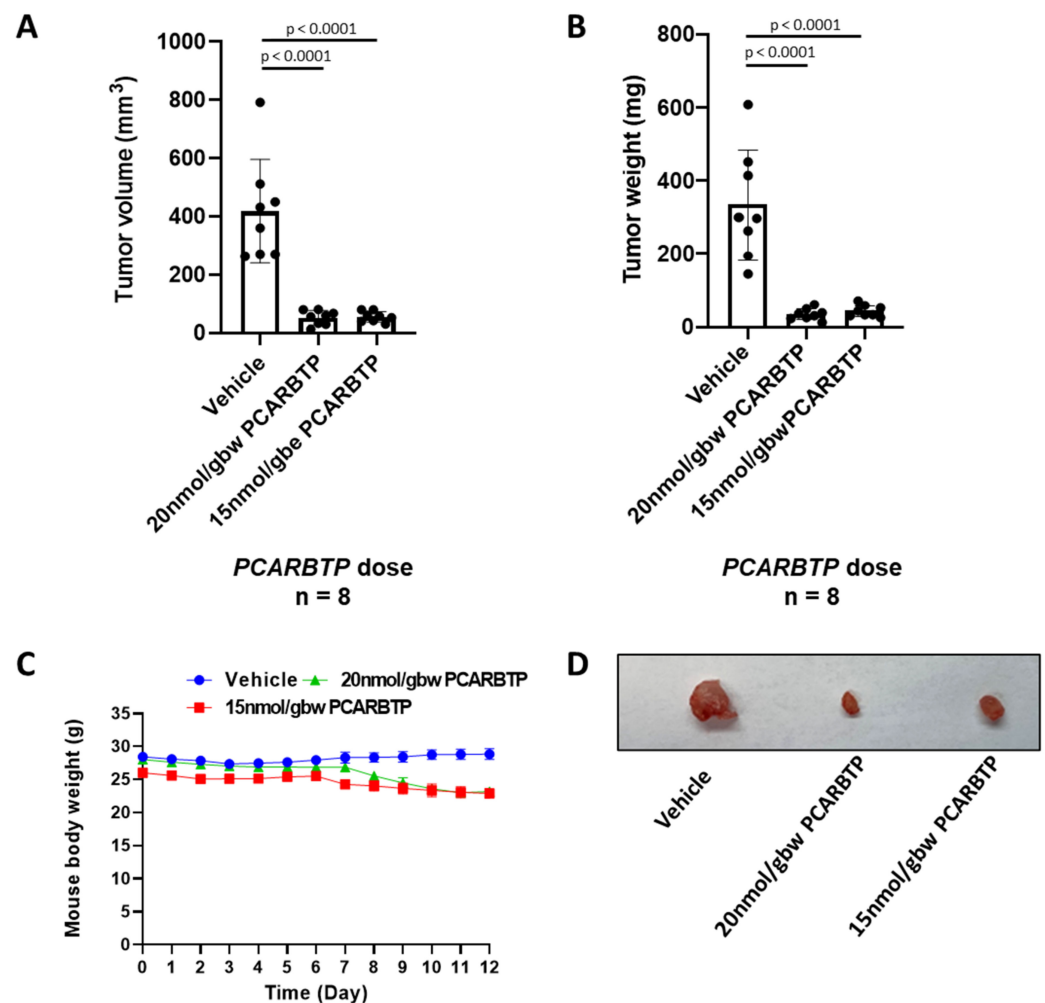 A
p < 0.0001
p < 0.0001
Tumor volume (mm3)
1000
800
600
400
200
0
Vehicle
20nmol/gbw PCARBTP
15nmol/gbe PCARBTP
PCARBTP dose
n = 8
B
p < 0.0001
p < 0.0001
Tumor weight (mg)
800
600
400
200
0
Vehicle
20nmol/gbw PCARBTP
15nmol/gbwPCARBTP
PCARBTP dose
n = 8
C
Vehicle
20nmol/gbw PCARBTP
15nmol/gbw PCARBTP
Mouse body weight (g)
35
30
25
20
15
10
5
0
0 1 2 3 4 5 6 7 8 9 10 11 12
Time (Day)
D
Vehicle
20nmol/gbw PCARBTP
15nmol/gbw PCARBTP